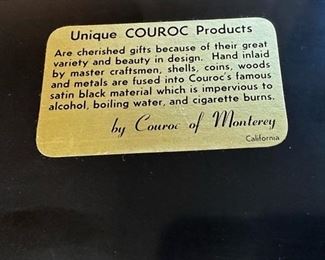 Unique COUROC Products
Are cherished gifts because of their great
variety and beauty in design. Hand inlaid
by master craftsmen, shells, coins, woods
and metals are fused into Couroc's famous
satin black material which is impervious to
alcohol, boiling water, and cigarette burns.
by Couroc of Monterey
California